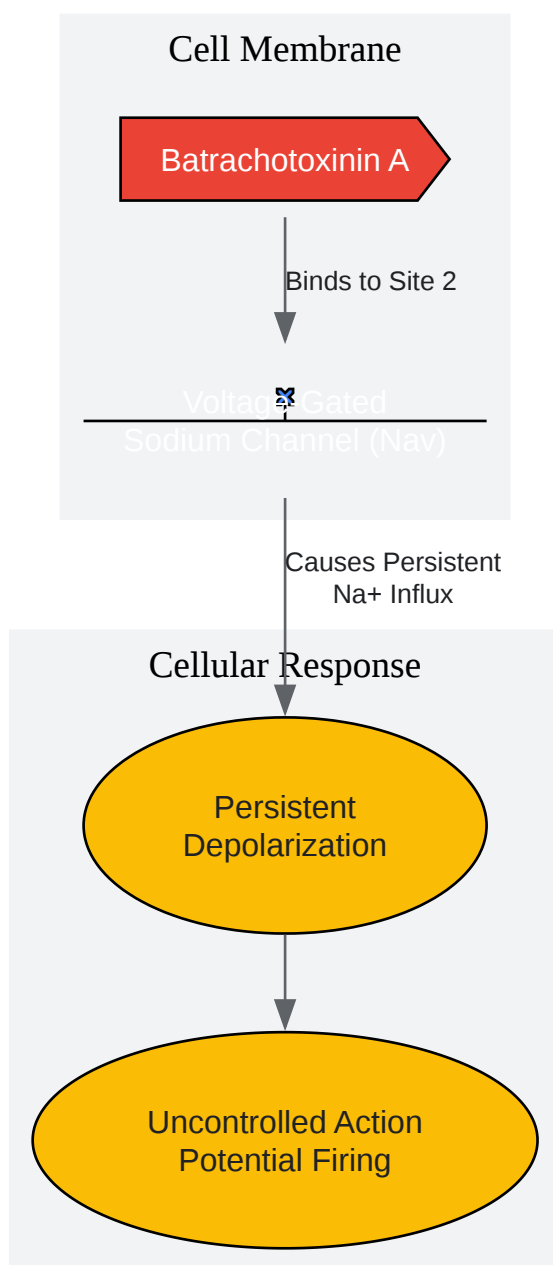 Cell Membrane
Batrachotoxinin A
Binds to Site 2
Voltage-Gated
Sodium Channel (Nav)
Causes Persistent
Na+ Influx
Cellular Response
Persistent
Depolarization
Uncontrolled Action
Potential Firing